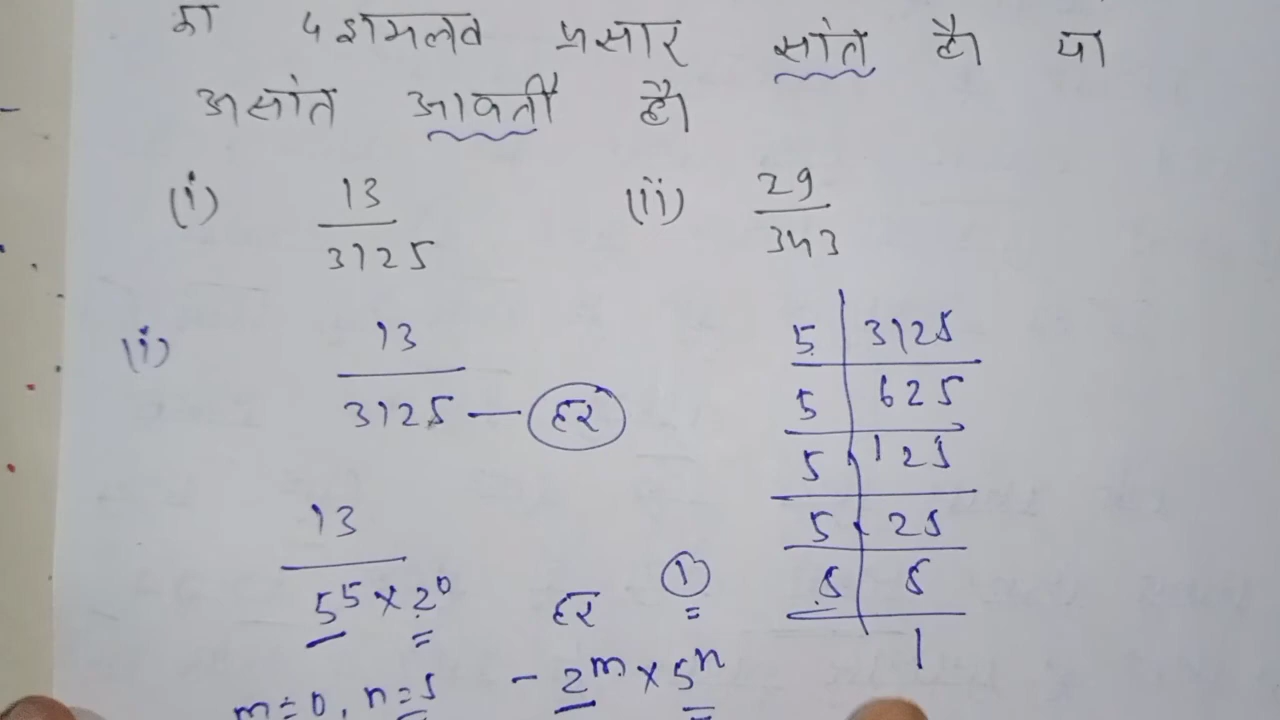 का दशमलव प्रसार सांत है। या
असांत आवर्ती है।
(i) 13/3125 (ii) 29/343
(i) 13/3125 — हर
5 | 3125
5 | 625
5 | 125
5 | 25
5 | 5
1
13/5⁵ × 2⁰
हर ①
- 2ᵐ × 5ⁿ
m = 0, n = 5